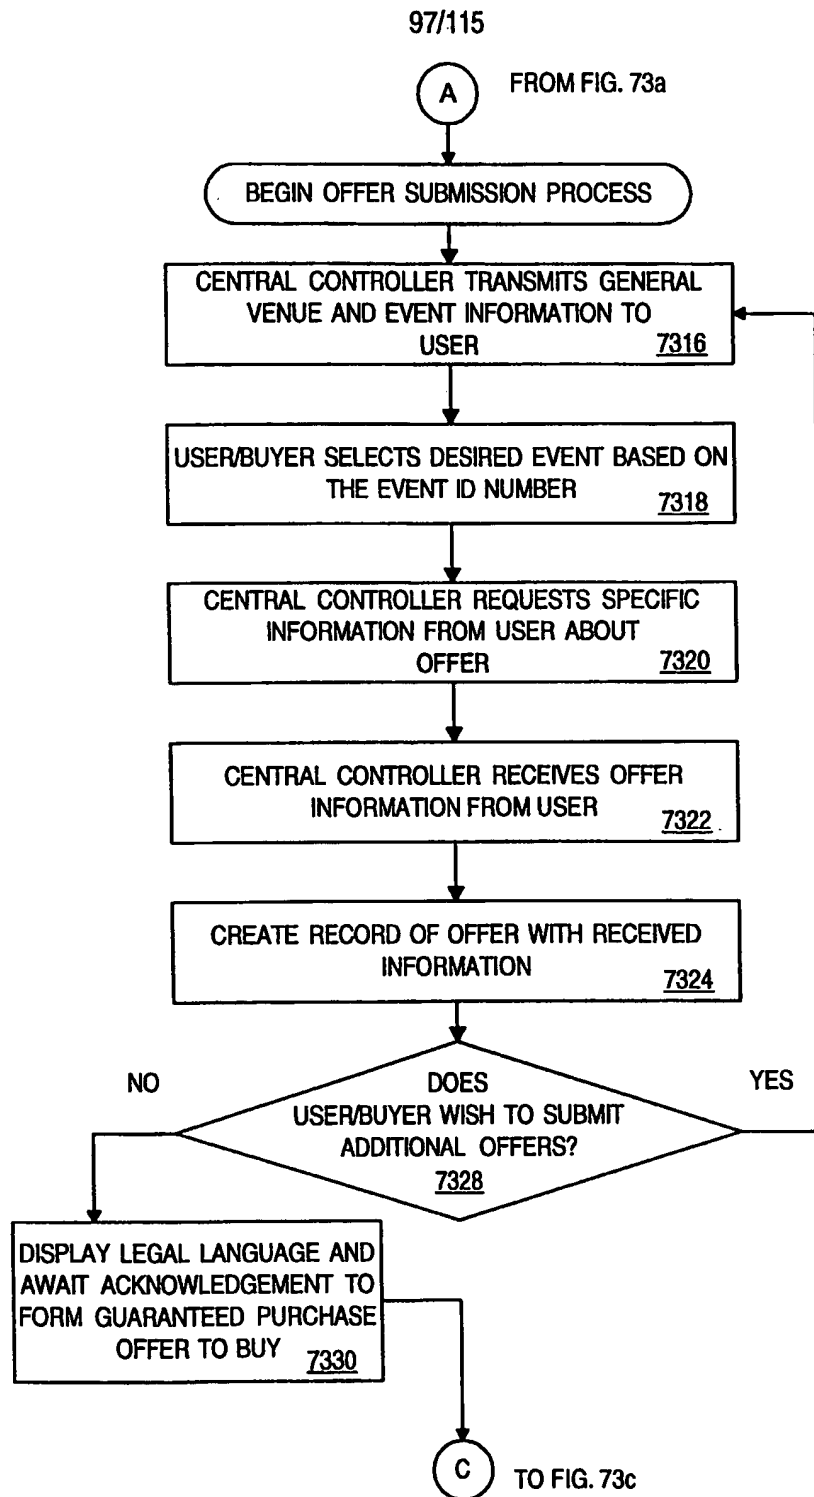 97/115
A
FROM FIG. 73a
BEGIN OFFER SUBMISSION PROCESS
CENTRAL CONTROLLER TRANSMITS GENERAL
VENUE AND EVENT INFORMATION TO
USER
7316
USER/BUYER SELECTS DESIRED EVENT BASED ON
THE EVENT ID NUMBER
7318
CENTRAL CONTROLLER REQUESTS SPECIFIC
INFORMATION FROM USER ABOUT
OFFER
7320
CENTRAL CONTROLLER RECEIVES OFFER
INFORMATION FROM USER
7322
CREATE RECORD OF OFFER WITH RECEIVED
INFORMATION
7324
NO
YES
DOES
USER/BUYER WISH TO SUBMIT
ADDITIONAL OFFERS?
7328
DISPLAY LEGAL LANGUAGE AND
AWAIT ACKNOWLEDGEMENT TO
FORM GUARANTEED PURCHASE
OFFER TO BUY
7330
C
TO FIG. 73c